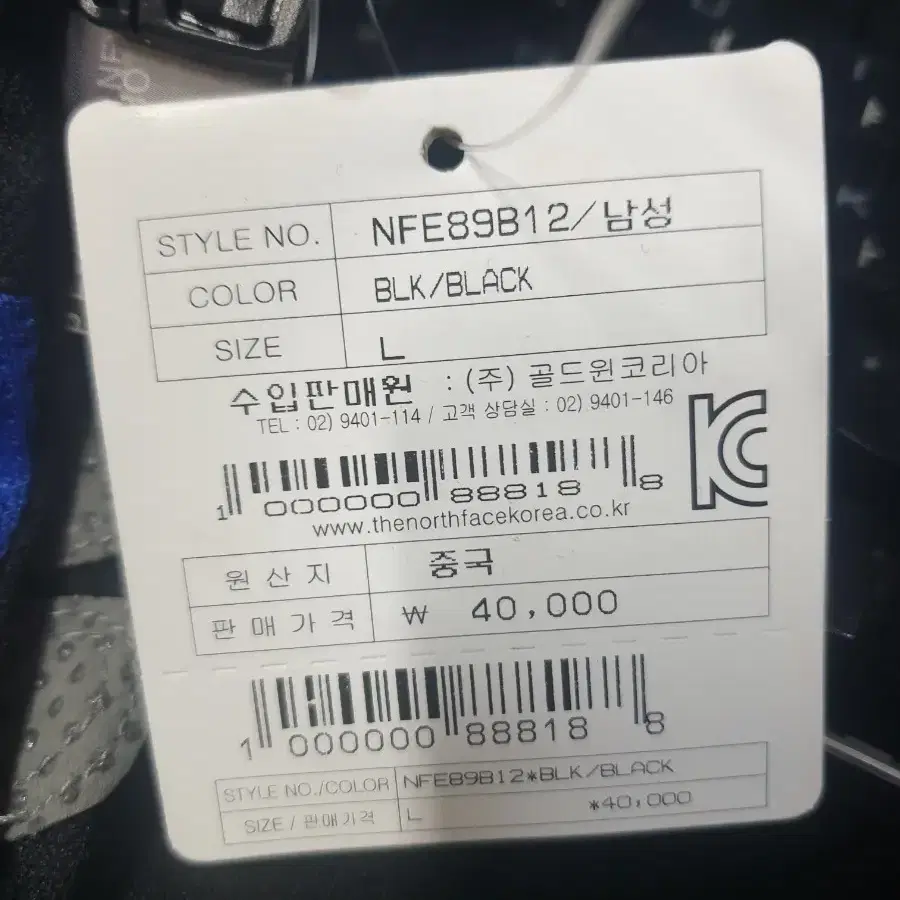 STYLE NO. NFE89B12/남성
COLOR BLK/BLACK
SIZE L
수입판매원 : (주) 골드윈코리아
TEL : 02) 9401-114 / 고객 상담실 : 02) 9401-146
1 000000 88818 8
www.thenorthfacekorea.co.kr
원산지 중국
판매가격 ₩ 40,000
1 000000 88818 8
STYLE NO./COLOR NFE89B12*BLK/BLACK
SIZE / 판매가격 L *40,000